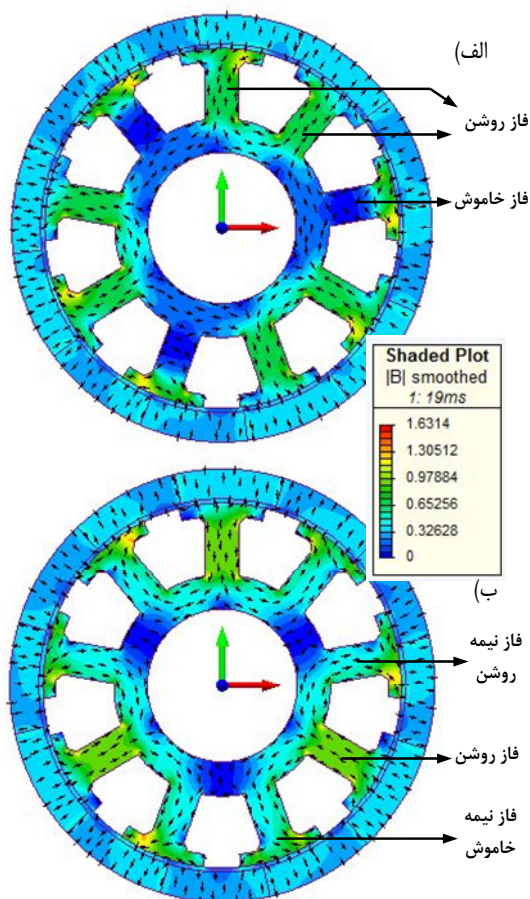 الف)
فاز روشن
فاز خاموش
Shaded Plot
|B| smoothed
1: 19ms
1.6314
1.30512
0.97884
0.65256
0.32628
0
ب)
فاز نیمه
روشن
فاز روشن
فاز نیمه
خاموش